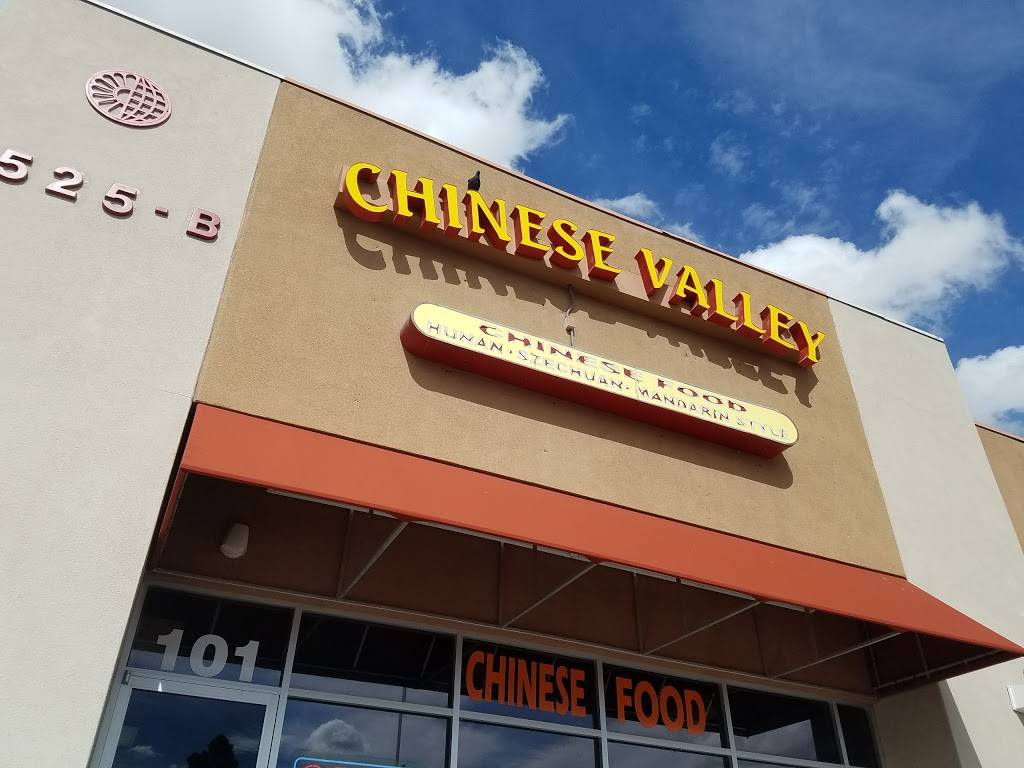 525-B
CHINESE VALLEY
CHINESE FOOD
HUNAN · SZECHUAN · MANDARIN STYLE
101
CHINESE FOOD